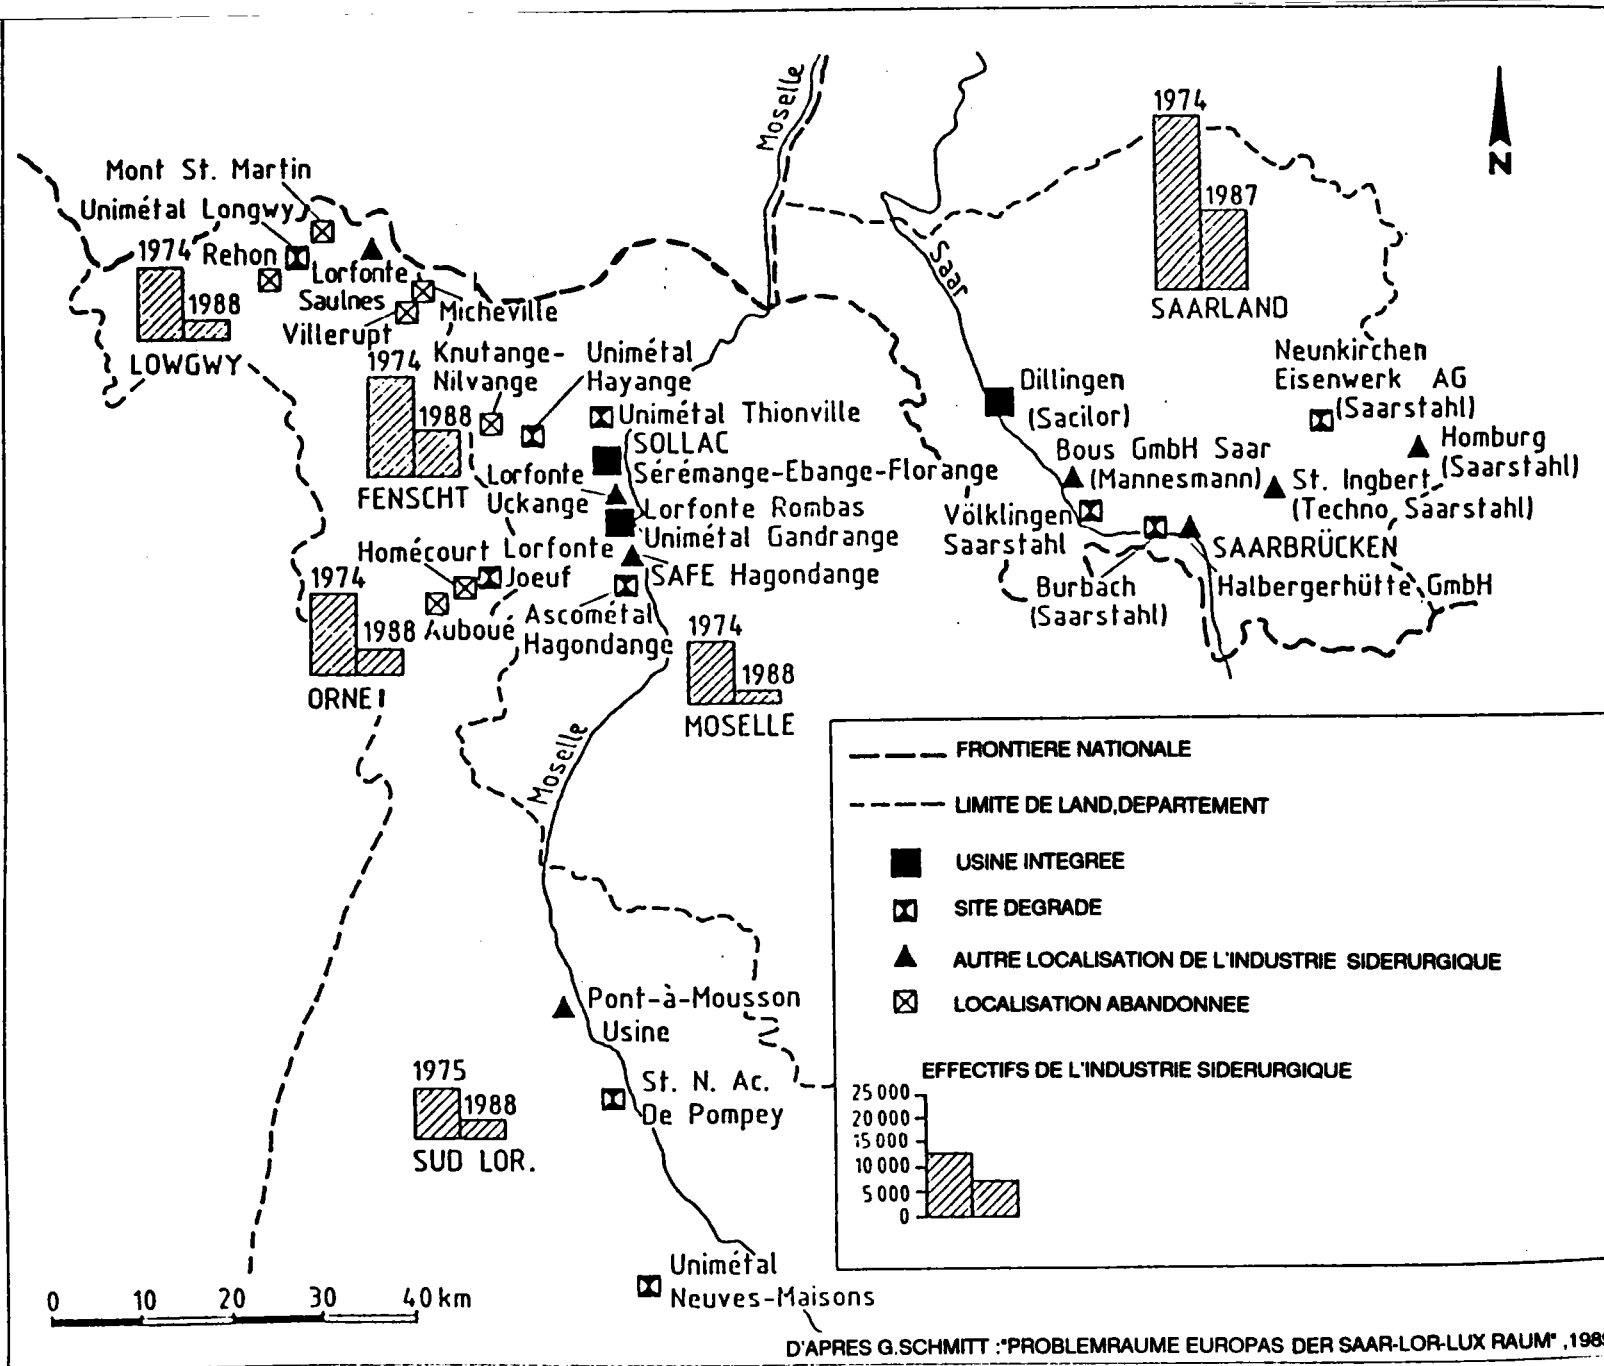 Moselle
1974
1987
SAARLAND
N
Mont St. Martin
Unimétal Longwy
1974
Rehon
1988
LOWGWY
Lorfonte
Saulnes
Villerupt
Micheville
Saar
1974
1988
FENSCHT
Knutange-
Nilvange
Unimétal
Hayange
Unimétal Thionville
SOLLAC
Sérémange-Ebange-Florange
Lorfonte
Uckange
Lorfonte Rombas
Unimétal Gandrange
Homécourt
Lorfonte
Joeuf
SAFE Hagondange
Auboué
Ascométal
Hagondange
1974
1988
ORNE
1974
1988
MOSELLE
Dillingen
(Sacilor)
Bous GmbH Saar
(Mannesmann)
Völklingen
Saarstahl
Neunkirchen
Eisenwerk AG
(Saarstahl)
Homburg
(Saarstahl)
St. Ingbert
(Techno Saarstahl)
SAARBRÜCKEN
Burbach
(Saarstahl)
Halbergerhütte GmbH
Moselle
Pont-à-Mousson
Usine
1975
1988
SUD LOR.
St. N. Ac.
De Pompey
Unimétal
Neuves-Maisons
FRONTIERE NATIONALE
LIMITE DE LAND,DEPARTEMENT
USINE INTEGREE
SITE DEGRADE
AUTRE LOCALISATION DE L'INDUSTRIE SIDERURGIQUE
LOCALISATION ABANDONNEE
EFFECTIFS DE L'INDUSTRIE SIDERURGIQUE
25 000
20 000
15 000
10 000
5 000
0
0 10 20 30 40 km
D'APRES G.SCHMITT :"PROBLEMRAUME EUROPAS DER SAAR-LOR-LUX RAUM" ,